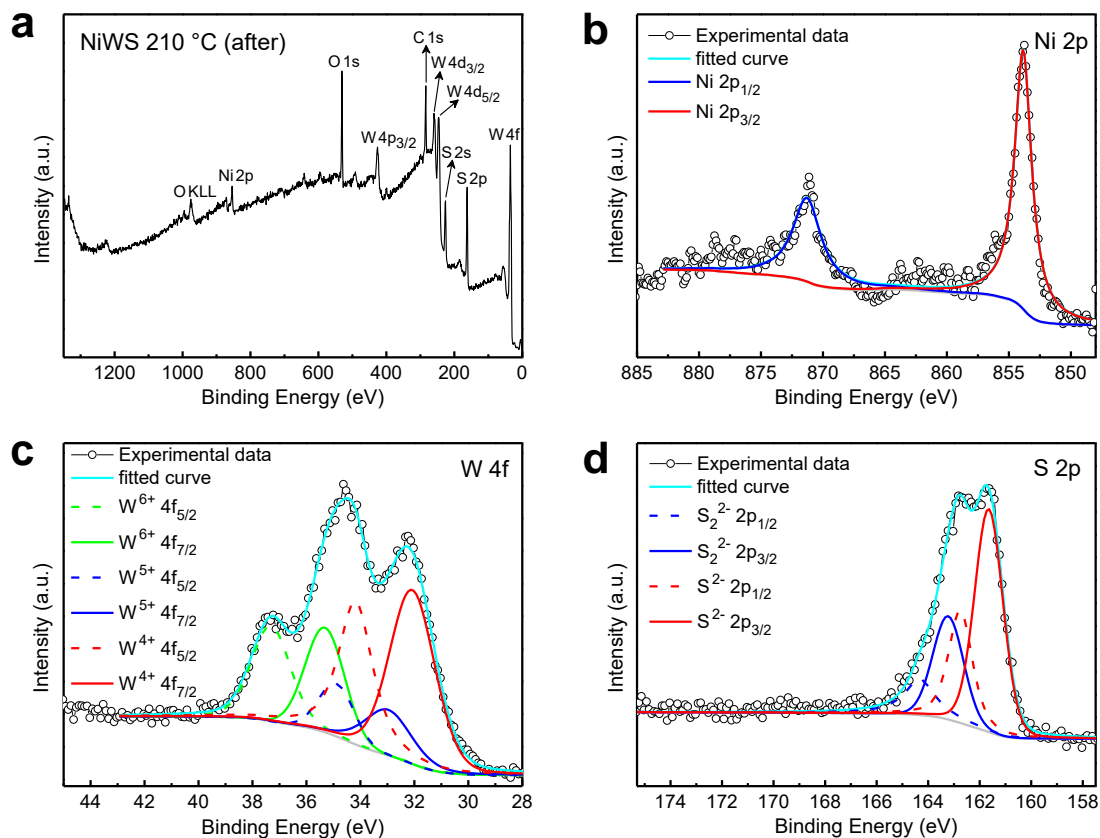 a
NiWS 210 °C (after)
O KLL
Ni 2p
O 1s
W 4p3/2
C 1s
W 4d3/2
W 4d5/2
S 2s
S 2p
W 4f
Intensity (a.u.)
1200 1000 800 600 400 200 0
Binding Energy (eV)
b
Ni 2p
Experimental data
fitted curve
Ni 2p1/2
Ni 2p3/2
Intensity (a.u.)
885 880 875 870 865 860 855 850
Binding Energy (eV)
c
W 4f
Experimental data
fitted curve
W6+ 4f5/2
W6+ 4f7/2
W5+ 4f5/2
W5+ 4f7/2
W4+ 4f5/2
W4+ 4f7/2
Intensity (a.u.)
44 42 40 38 36 34 32 30 28
Binding Energy (eV)
d
S 2p
Experimental data
fitted curve
S22- 2p1/2
S22- 2p3/2
S2- 2p1/2
S2- 2p3/2
Intensity (a.u.)
174 172 170 168 166 164 162 160 158
Binding Energy (eV)